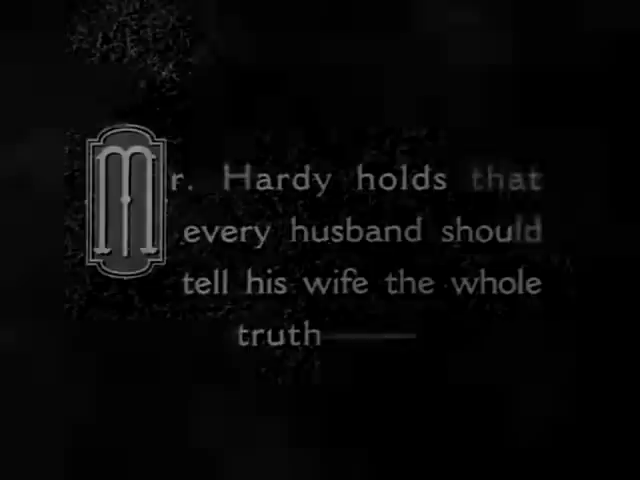 Mr. Hardy holds that
every husband should
tell his wife the whole
truth——